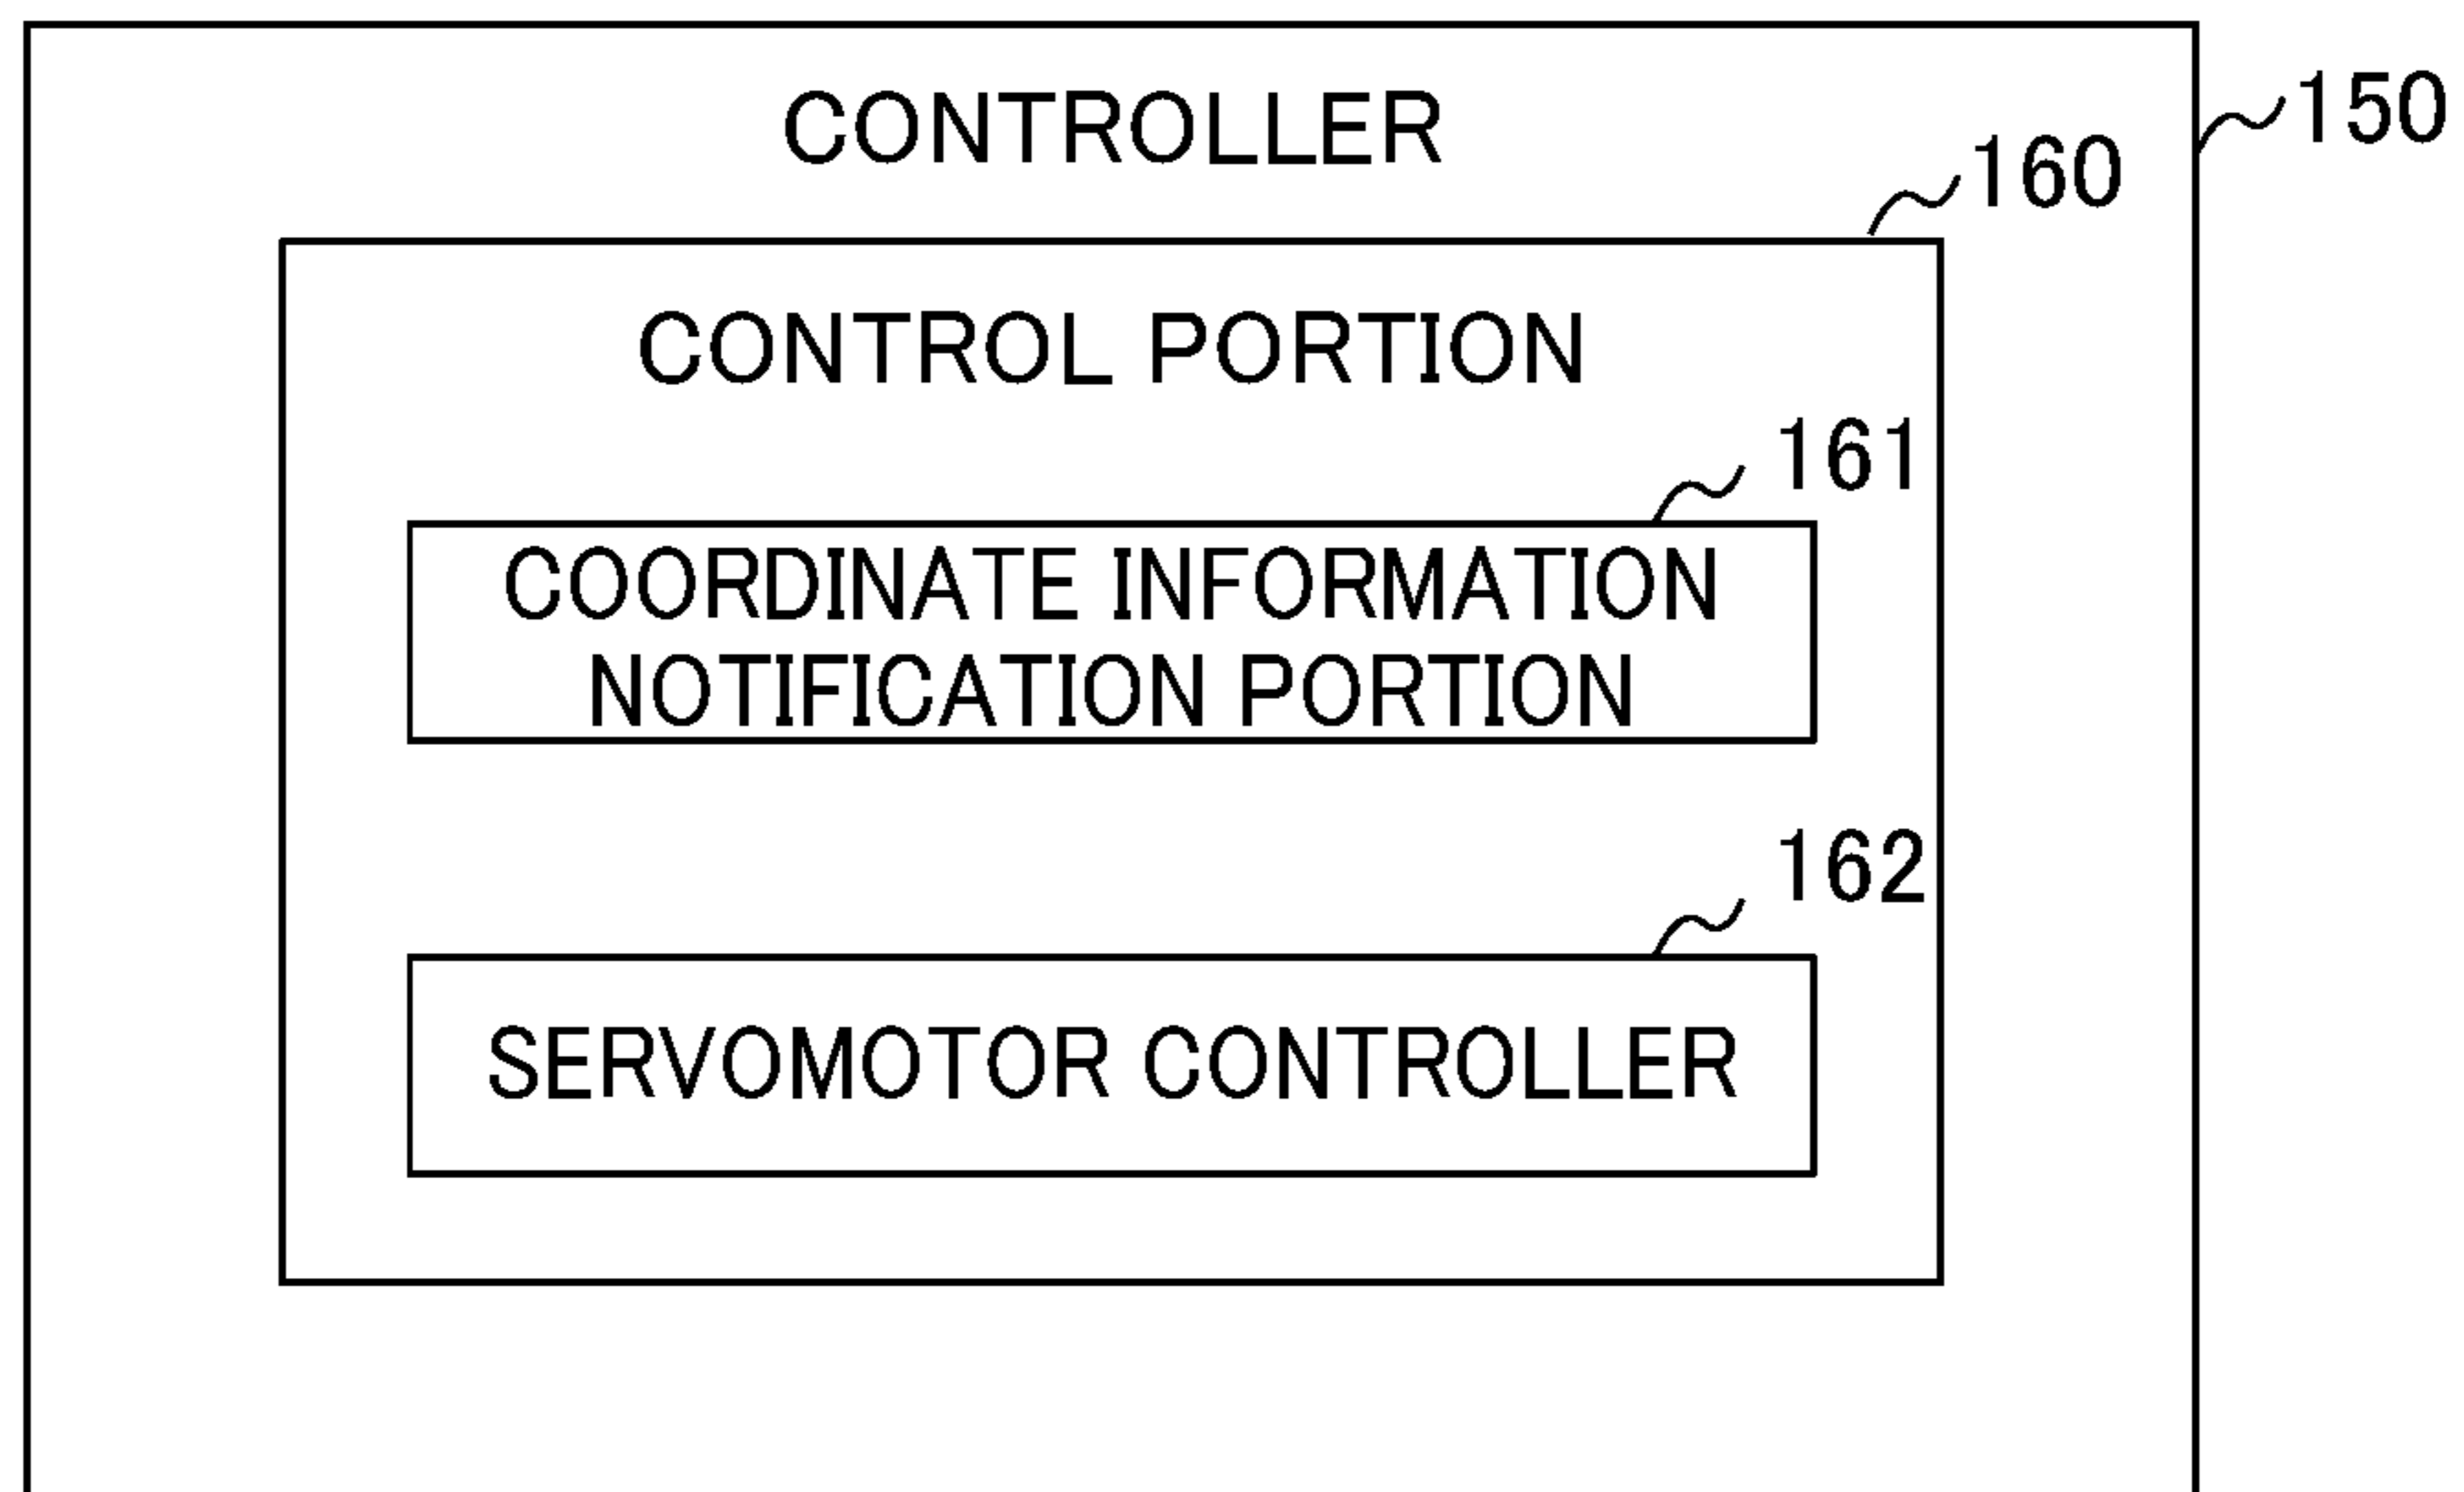 CONTROLLER
150
160
CONTROL PORTION
161
COORDINATE INFORMATION
NOTIFICATION PORTION
162
SERVOMOTOR CONTROLLER